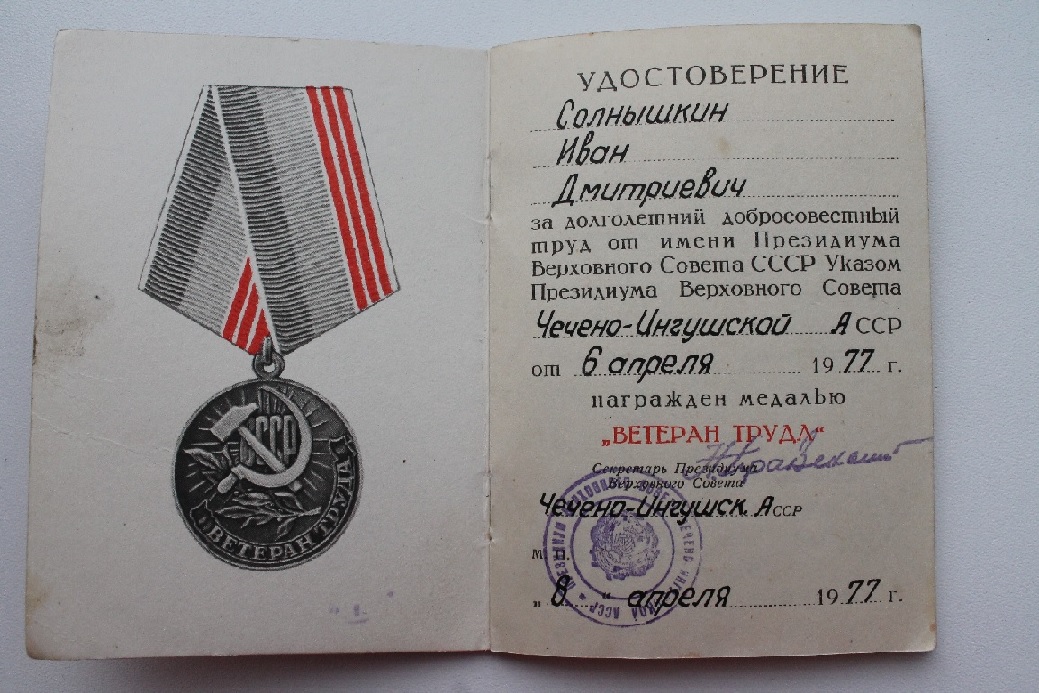 СССР
ВЕТЕРАН ТРУДА
УДОСТОВЕРЕНИЕ
Солнышкин
Иван
Дмитриевич
за долголетний добросовестный
труд от имени Президиума
Верховного Совета СССР Указом
Президиума Верховного Совета
Чечено-Ингушской АССР
от 6 апреля 1977 г.
награжден медалью
„ВЕТЕРАН ТРУДА“
Секретарь Президиума
Верховного Совета
Чечено-Ингушск АССР
М. П.
„8“ апреля 1977 г.